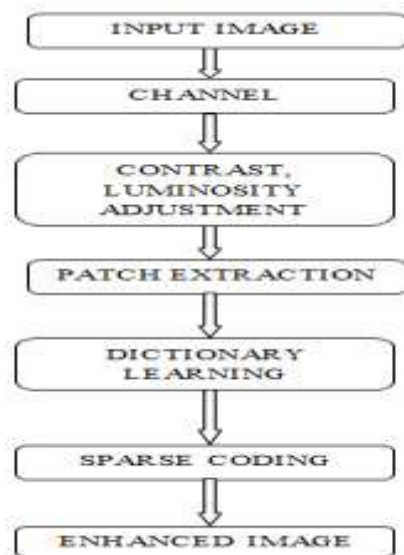 INPUT IMAGE
CHANNEL
CONTRAST,
LUMINOSITY
ADJUSTMENT
PATCH EXTRACTION
DICTIONARY
LEARNING
SPARSE CODING
ENHANCED IMAGE